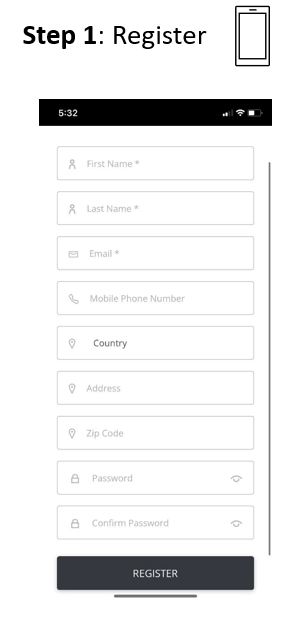 Step 1: Register
5:32
First Name *
Last Name *
Email *
Mobile Phone Number
Country
Address
Zip Code
Password
Confirm Password
REGISTER